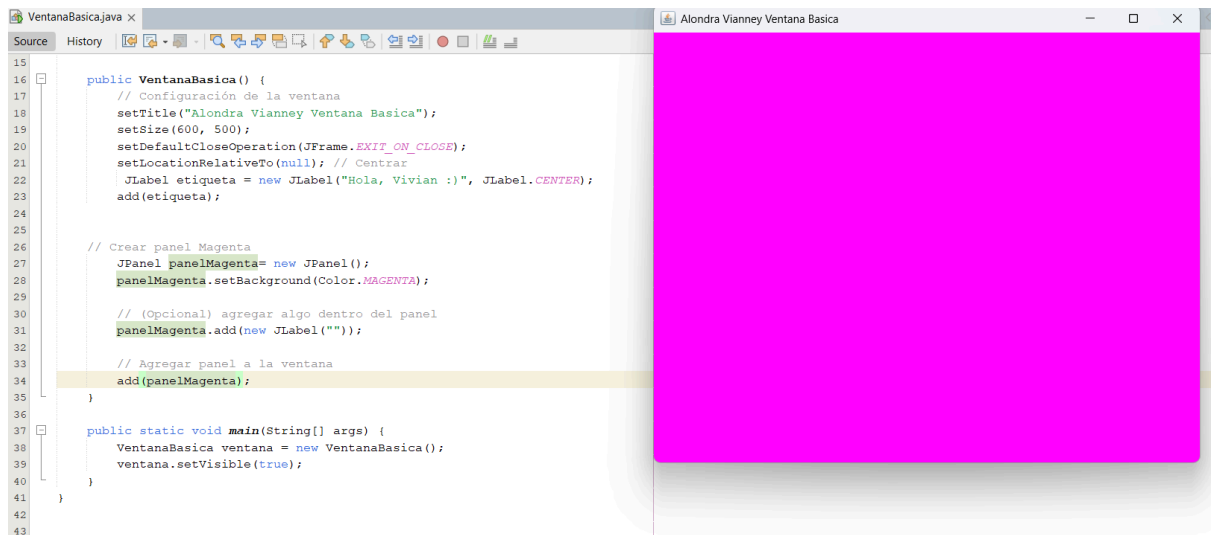 VentanaBasica.java ×
Source History
15
16 public VentanaBasica() {
17 // Configuración de la ventana
18 setTitle("Alondra Vianney Ventana Basica");
19 setSize(600, 500);
20 setDefaultCloseOperation(JFrame.EXIT_ON_CLOSE);
21 setLocationRelativeTo(null); // Centrar
22 JLabel etiqueta = new JLabel("Hola, Vivian :)", JLabel.CENTER);
23 add(etiqueta);
24
25
26 // Crear panel Magenta
27 JPanel panelMagenta= new JPanel();
28 panelMagenta.setBackground(Color.MAGENTA);
29
30 // (Opcional) agregar algo dentro del panel
31 panelMagenta.add(new JLabel(""));
32
33 // Agregar panel a la ventana
34 add(panelMagenta);
35 }
36
37 public static void main(String[] args) {
38 VentanaBasica ventana = new VentanaBasica();
39 ventana.setVisible(true);
40 }
41 }
42
43
Alondra Vianney Ventana Basica